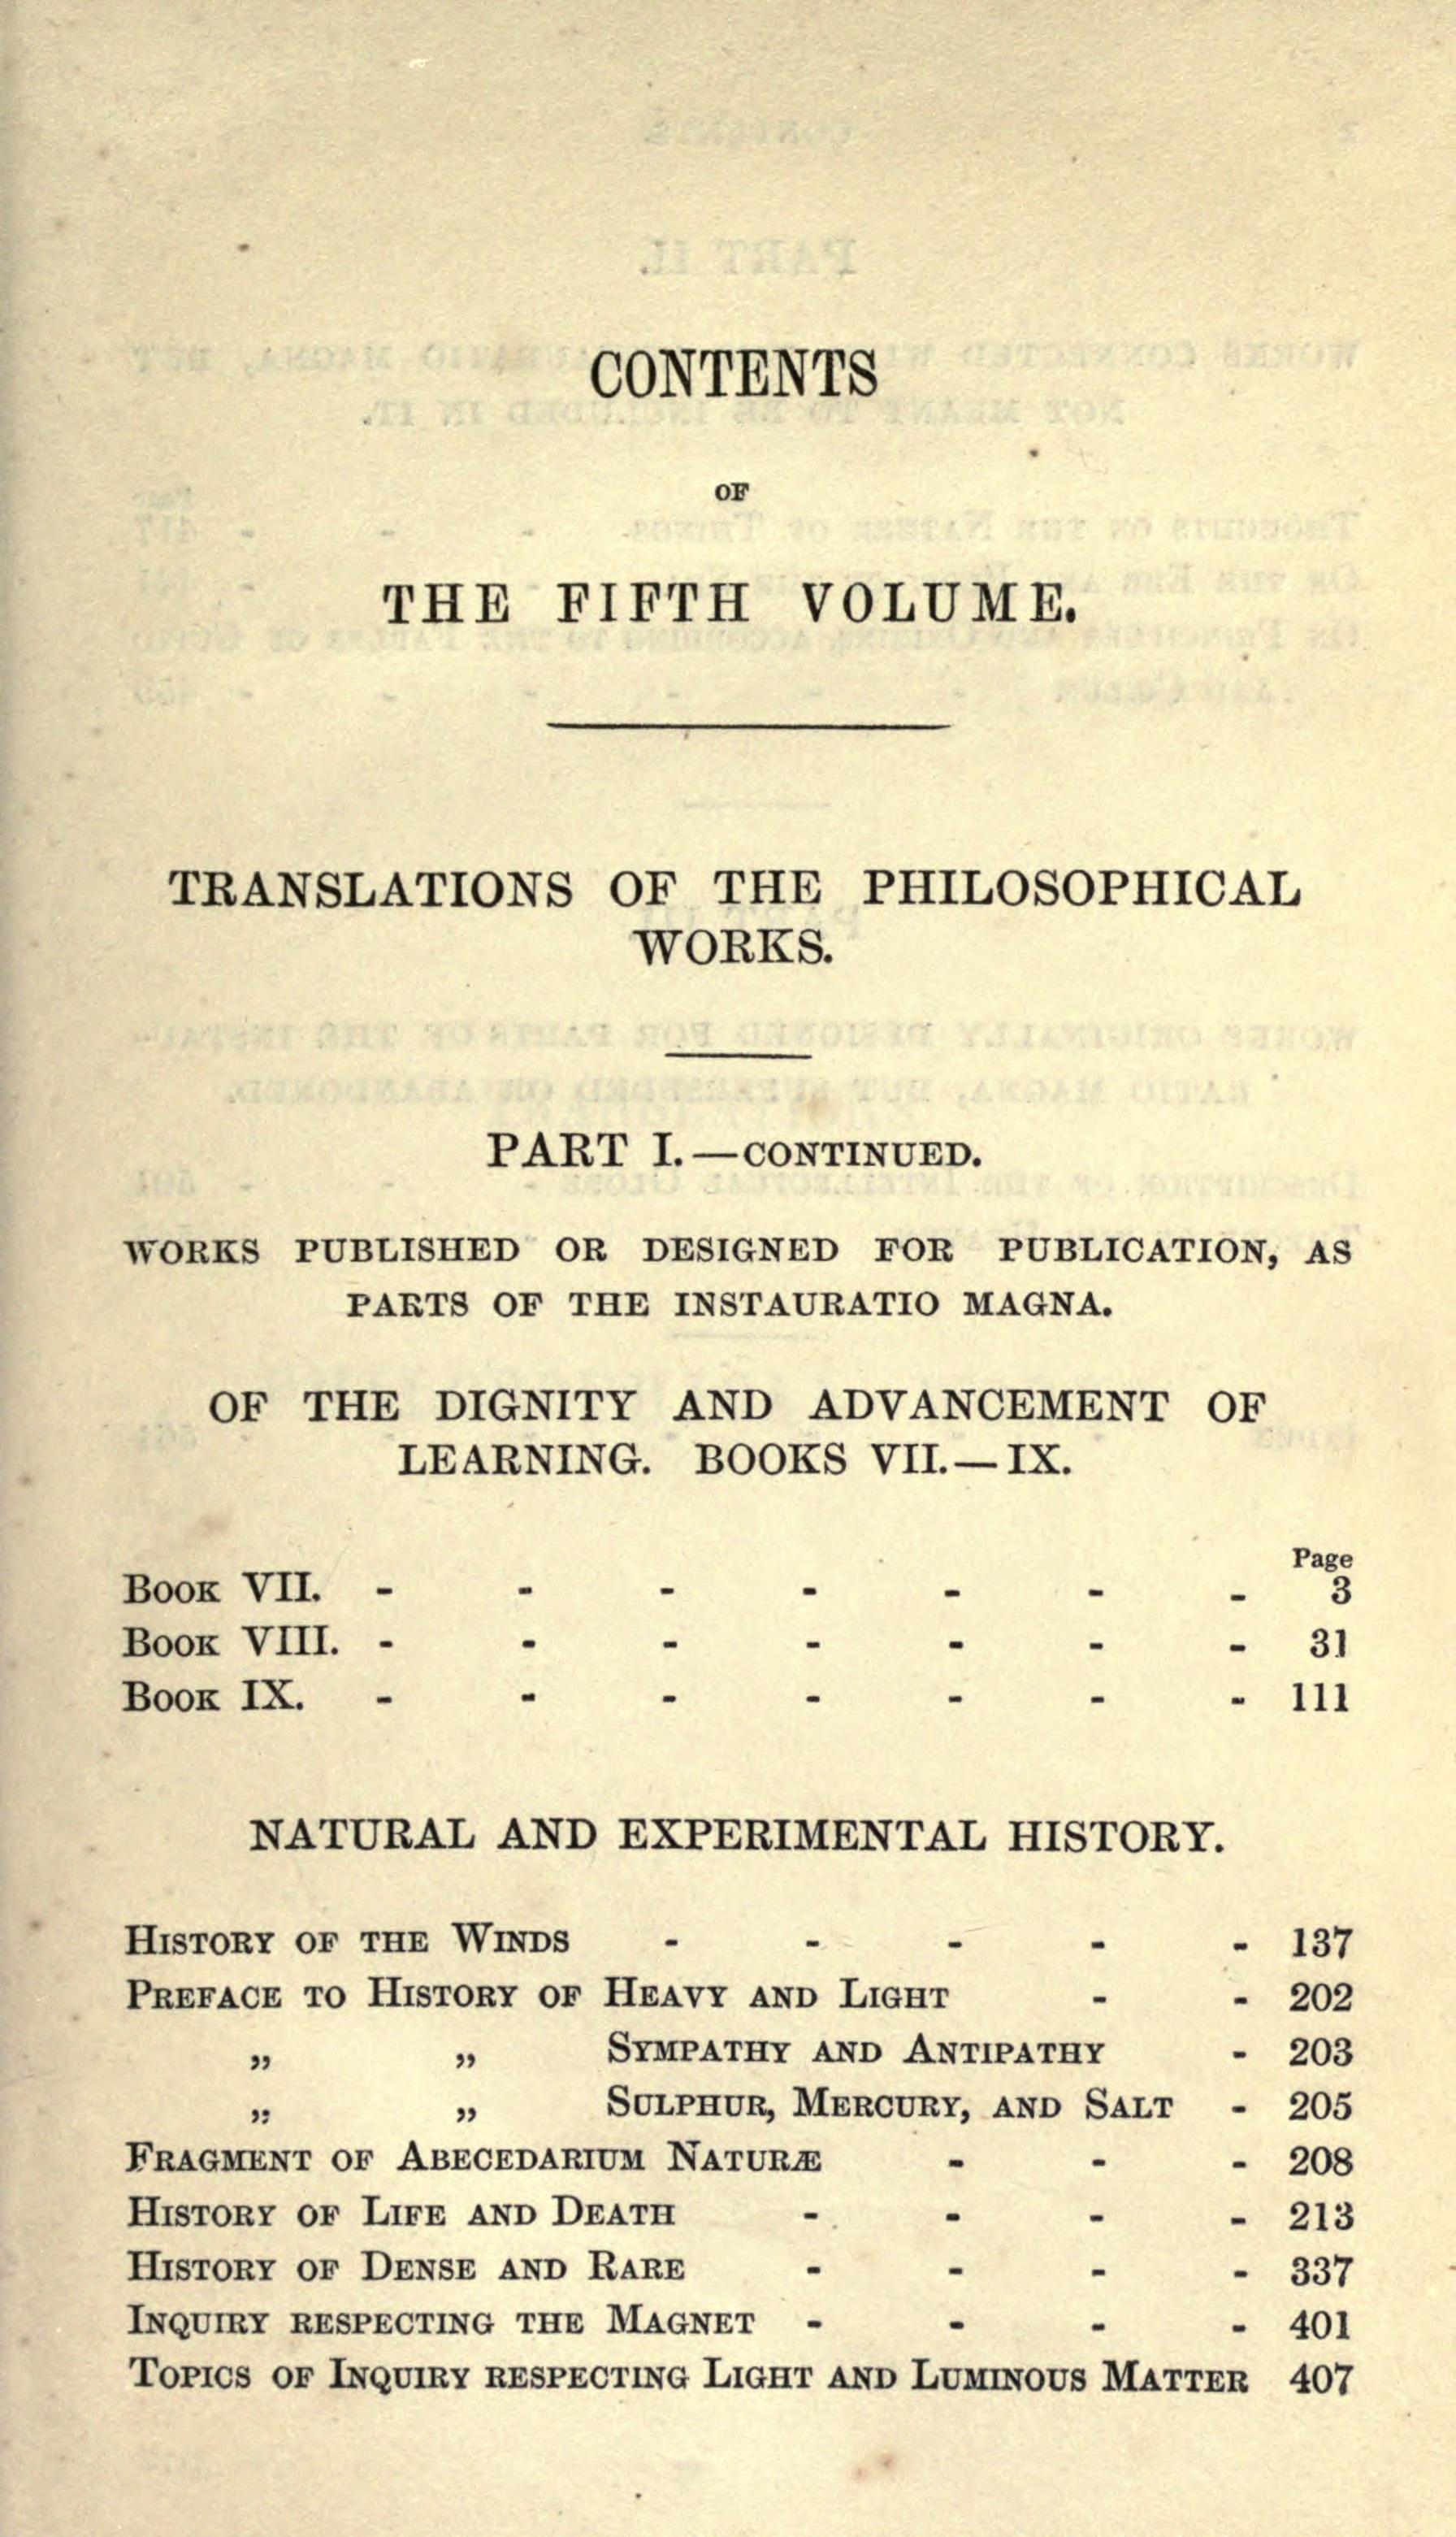 CONTENTS
OF
THE FIFTH VOLUME.
TRANSLATIONS OF THE PHILOSOPHICAL
WORKS.
PART I.—CONTINUED.
WORKS PUBLISHED OR DESIGNED FOR PUBLICATION, AS
PARTS OF THE INSTAURATIO MAGNA.
OF THE DIGNITY AND ADVANCEMENT OF
LEARNING. BOOKS VII.—IX.
Page
BOOK VII. - - - - - - - 3
BOOK VIII. - - - - - - - 31
BOOK IX. - - - - - - - 111
NATURAL AND EXPERIMENTAL HISTORY.
HISTORY OF THE WINDS - - - - - 137
PREFACE TO HISTORY OF HEAVY AND LIGHT - - 202
„ „ SYMPATHY AND ANTIPATHY - 203
„ „ SULPHUR, MERCURY, AND SALT - 205
FRAGMENT OF ABECEDARIUM NATURÆ - - - 208
HISTORY OF LIFE AND DEATH - - - - 213
HISTORY OF DENSE AND RARE - - - - 337
INQUIRY RESPECTING THE MAGNET - - - - 401
TOPICS OF INQUIRY RESPECTING LIGHT AND LUMINOUS MATTER 407